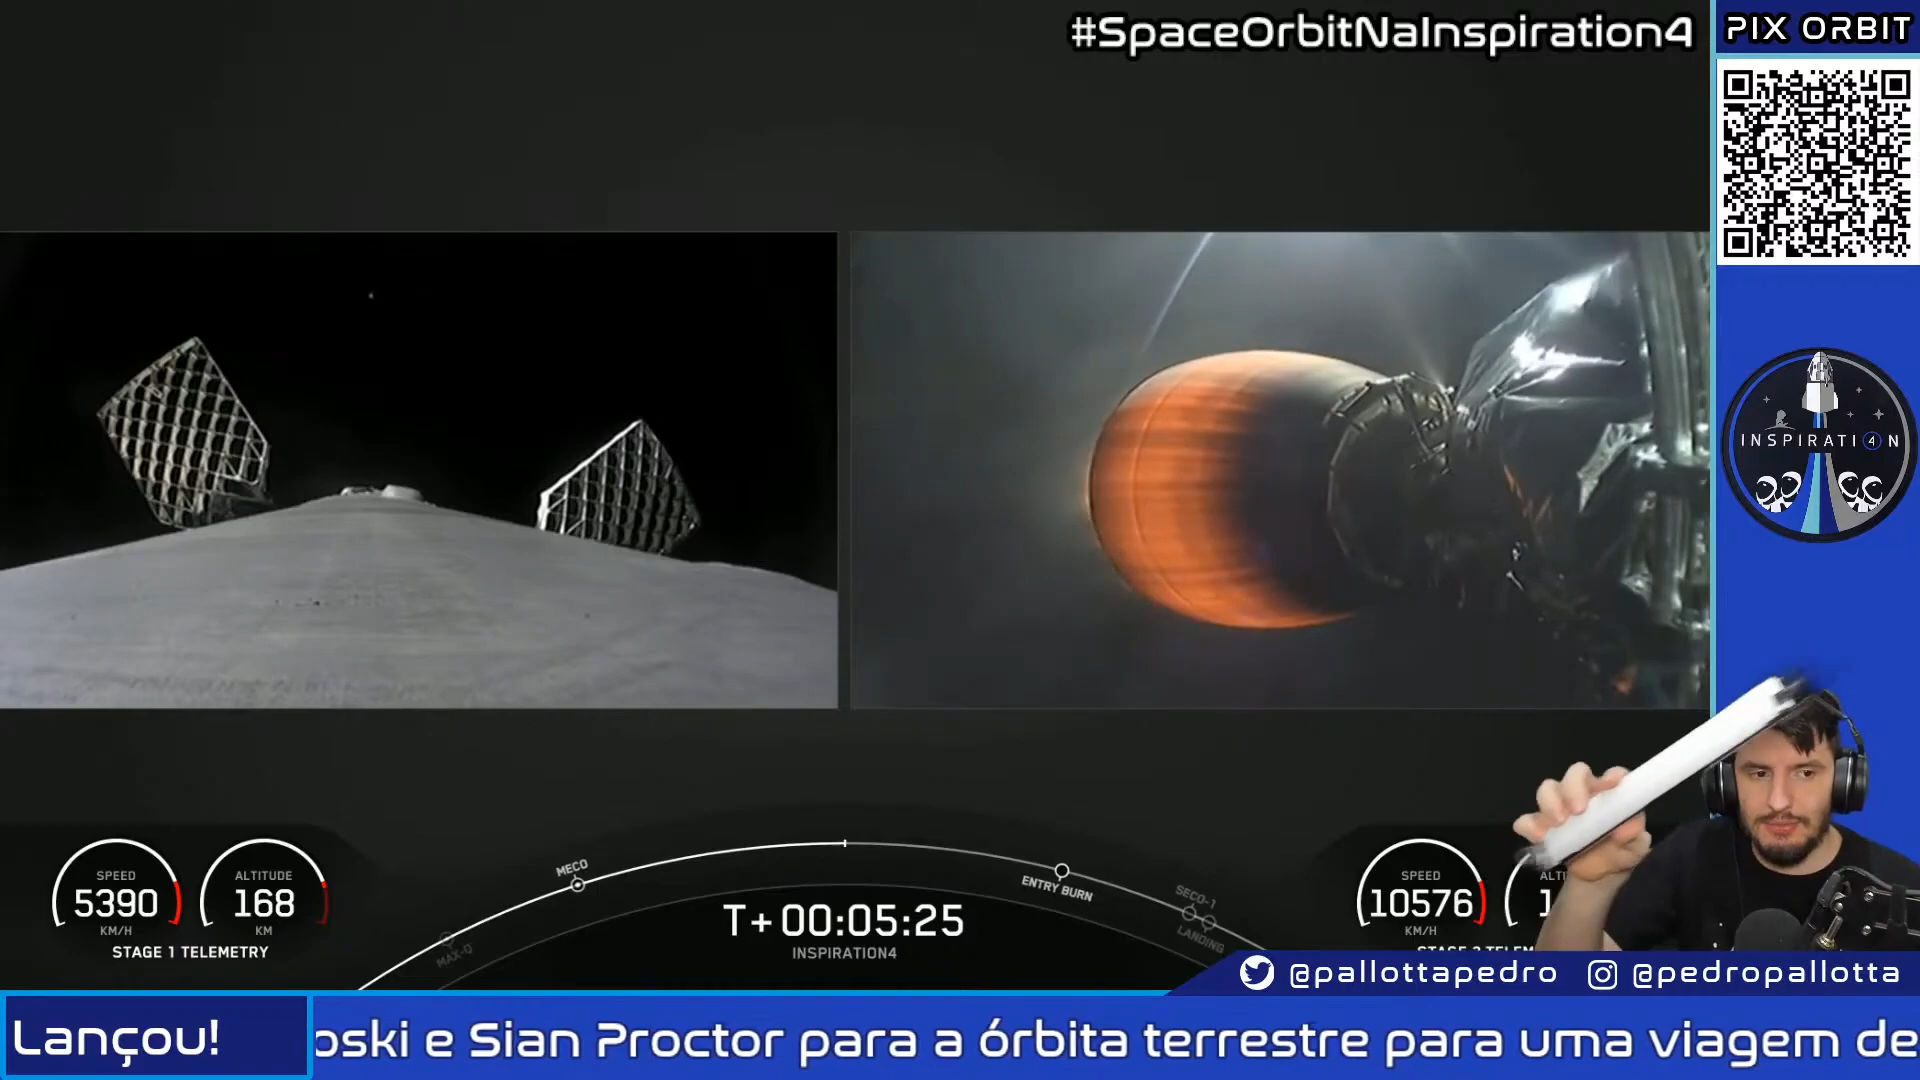 #SpaceOrbitNaInspiration4
PIX ORBIT
INSPIRATI4N
MECO
ENTRY BURN
SECO-1
LANDING
MAX-Q
SPEED
5390
KM/H
ALTITUDE
168
KM
STAGE 1 TELEMETRY
T+00:05:25
INSPIRATION4
SPEED
10576
KM/H
@pallottapedro @pedropallotta
Lançou!
oski e Sian Proctor para a órbita terrestre para uma viagem de